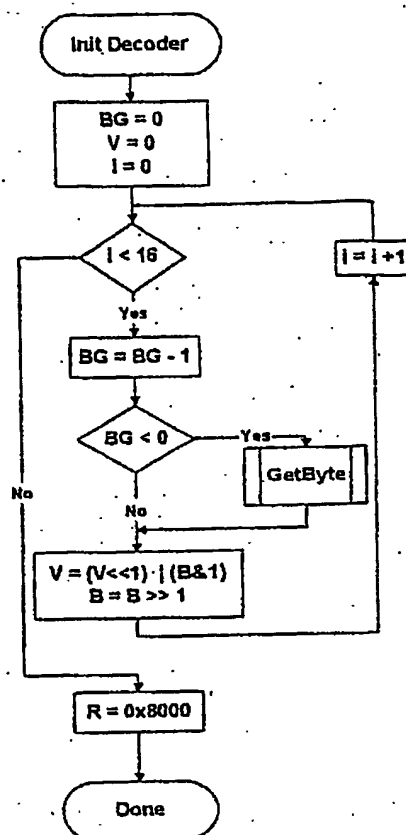 Init Decoder
BG = 0
V = 0
I = 0
I < 16
I = I +1
Yes
BG = BG - 1
BG < 0
Yes
GetByte
No
No
V = (V<<1) | (B&1)
B = B >> 1
R = 0x8000
Done